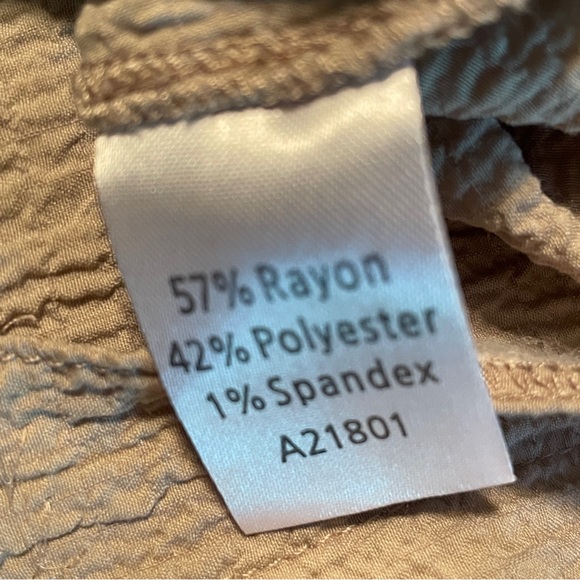 57% Rayon
42% Polyester
1% Spandex
A21801